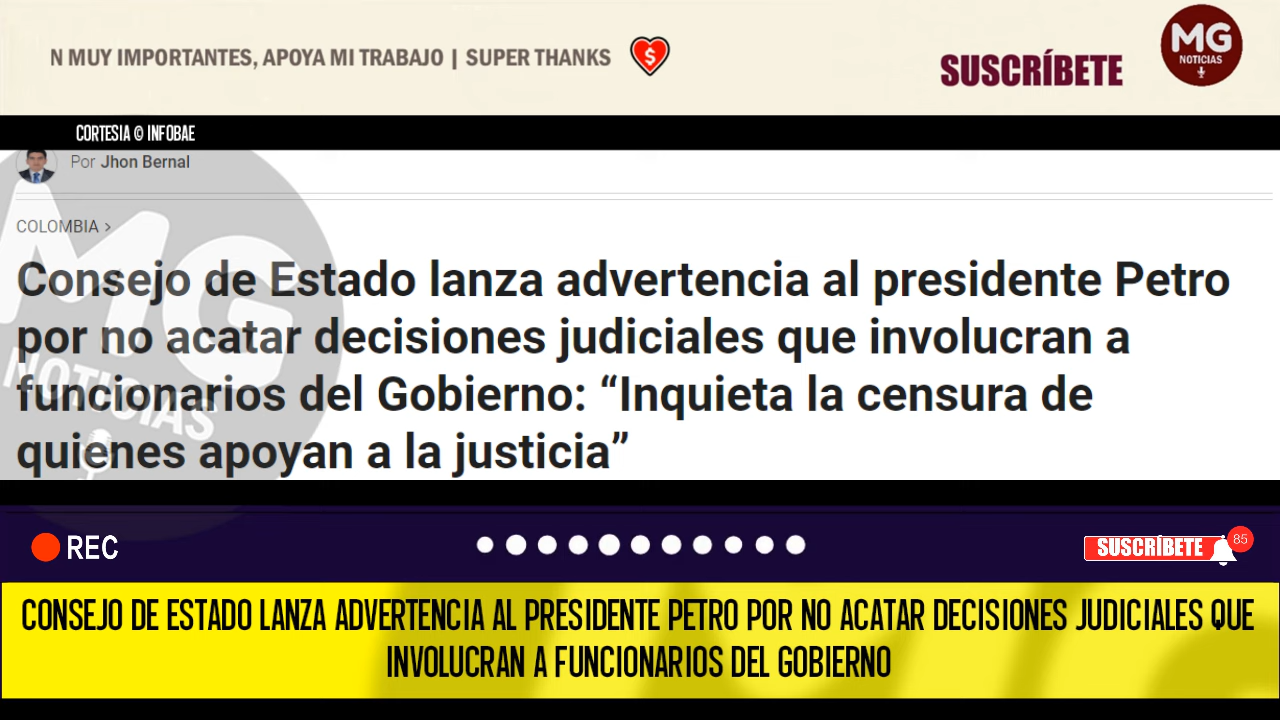 N MUY IMPORTANTES, APOYA MI TRABAJO | SUPER THANKS
$
SUSCRÍBETE
MG
NOTICIAS
CORTESIA © INFOBAE
Por Jhon Bernal
COLOMBIA >
Consejo de Estado lanza advertencia al presidente Petro
por no acatar decisiones judiciales que involucran a
funcionarios del Gobierno: “Inquieta la censura de
quienes apoyan a la justicia”
MG
NOTICIAS
REC
SUSCRÍBETE
85
CONSEJO DE ESTADO LANZA ADVERTENCIA AL PRESIDENTE PETRO POR NO ACATAR DECISIONES JUDICIALES QUE
INVOLUCRAN A FUNCIONARIOS DEL GOBIERNO